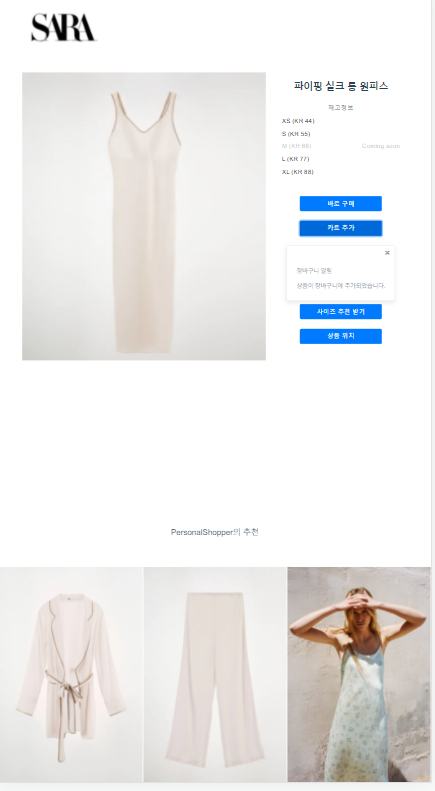 SARA
파이핑 실크 롱 원피스
재고정보
XS (KR 44)
S (KR 55)
M (KR 66) Coming soon
L (KR 77)
XL (KR 88)
바로 구매
카트 추가
×
장바구니 알림
상품이 장바구니에 추가되었습니다.
사이즈 추천 받기
상품 위치
PersonalShopper의 추천